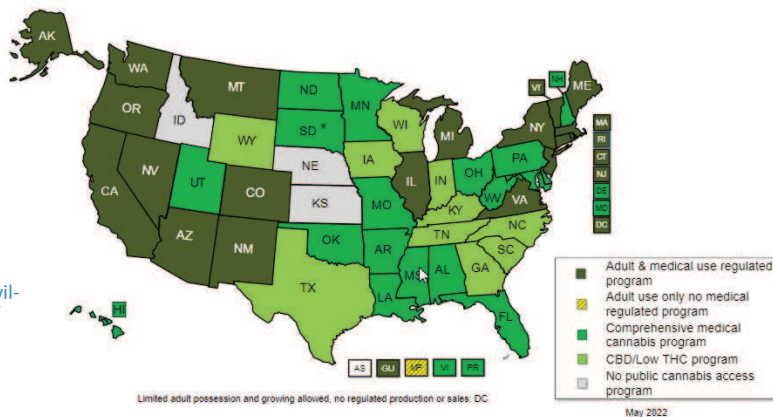 AK
WA
MT
ND
MN
VT
NH
ME
OR
ID
SD *
WI
MI
NY
WY
MA
RI
CT
NJ
DE
MD
DC
NV
NE
IA
PA
UT
IL
IN
OH
CA
CO
KS
MO
WV
VA
KY
AZ
NM
OK
AR
TN
NC
SC
TX
MS
AL
GA
LA
FL
vil-
HI
AS
GU
MP
VI
PR
Adult & medical use regulated
program
Adult use only no medical
regulated program
Comprehensive medical
cannabis program
CBD/Low THC program
No public cannabis access
program
Limited adult possession and growing allowed, no regulated production or sales: DC
May 2022